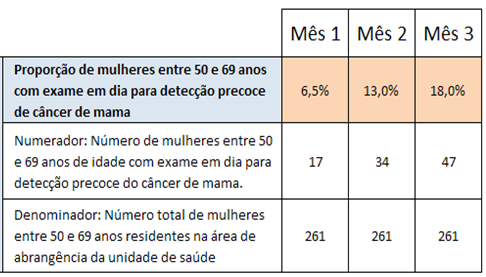 Mês 1 Mês 2 Mês 3
Proporção de mulheres entre 50 e 69 anos
com exame em dia para detecção precoce
de câncer de mama
6,5% 13,0% 18,0%
Numerador: Número de mulheres entre 50
e 69 anos de idade com exame em dia para
detecção precoce do câncer de mama.
17 34 47
Denominador: Número total de mulheres
entre 50 e 69 anos residentes na área de
abrangência da unidade de saúde
261 261 261